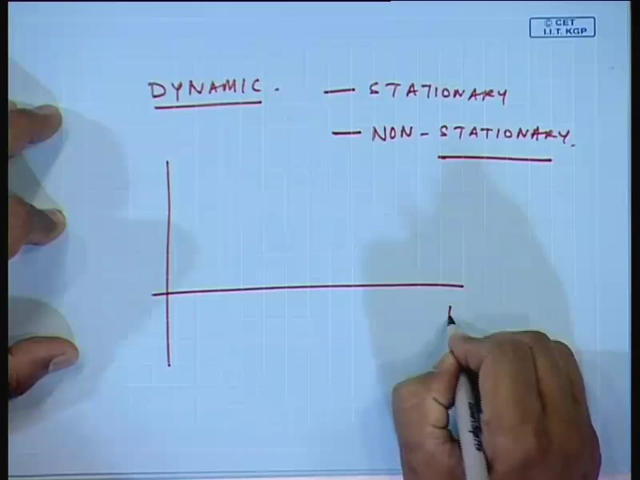 © CET
I.I.T. KGP
DYNAMIC. — STATIONARY
— NON-STATIONARY.